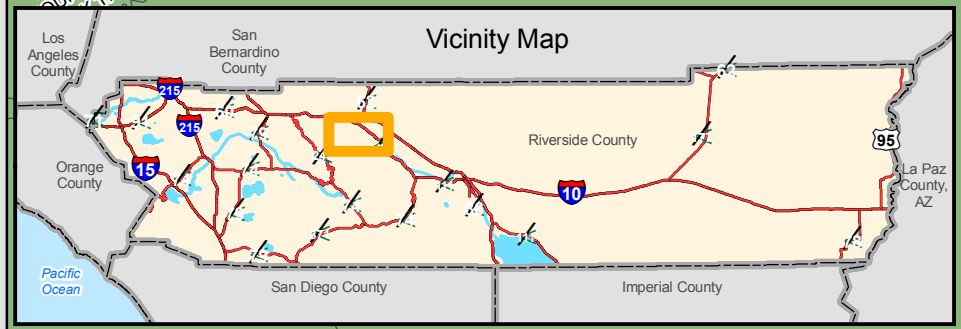 Vicinity Map
Los
Angeles
County
San
Bernardino
County
215
215
15
Orange
County
Riverside County
10
95
La Paz
County,
AZ
Pacific
Ocean
San Diego County
Imperial County